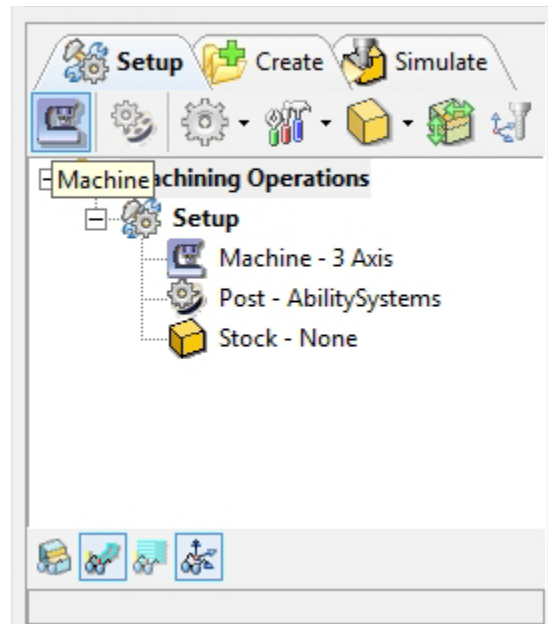 Setup Create Simulate
Machine
achining Operations
Setup
Machine - 3 Axis
Post - AbilitySystems
Stock - None